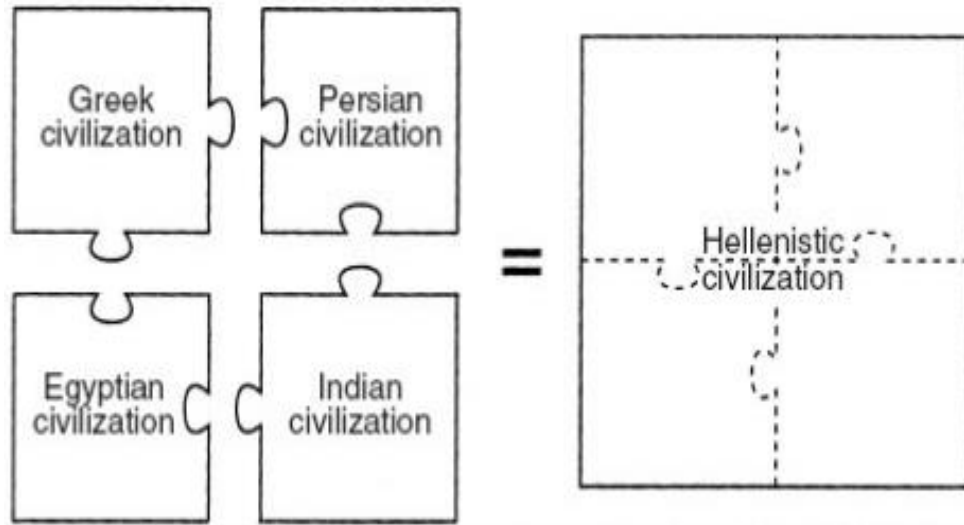 Greek
civilization
Persian
civilization
Egyptian
civilization
Indian
civilization
=
Hellenistic
civilization